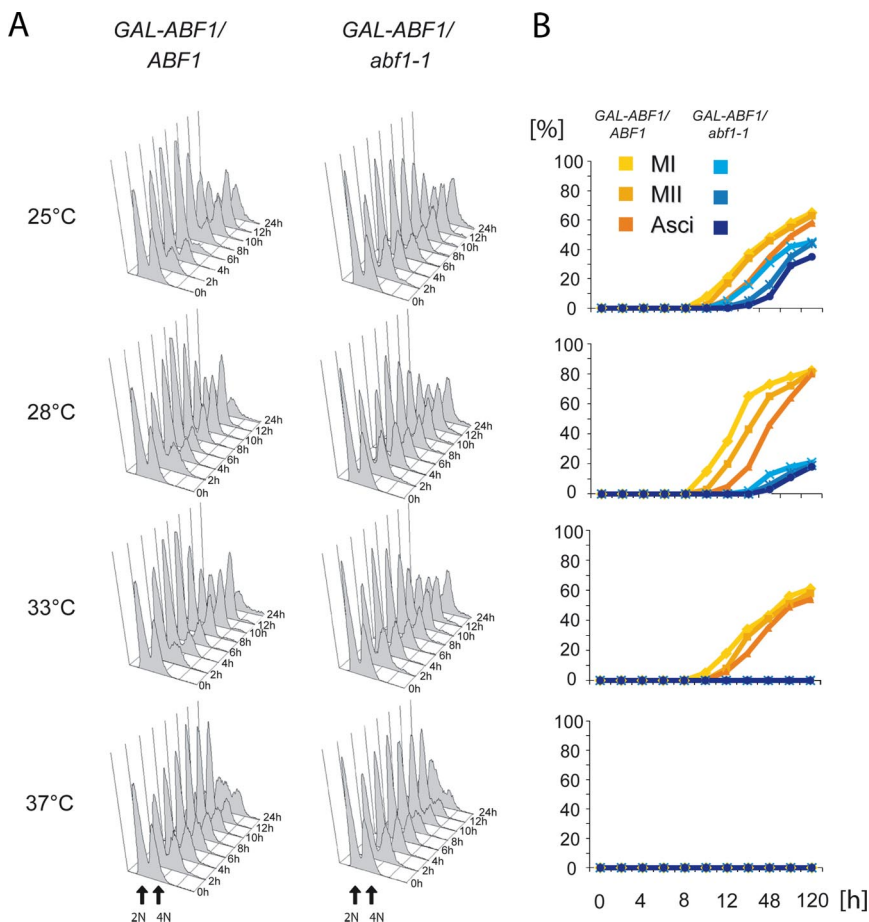 A
GAL-ABF1/
ABF1
GAL-ABF1/
abf1-1
B
25°C
24h
12h
10h
8h
6h
4h
2h
0h
24h
12h
10h
8h
6h
4h
2h
0h
[%]
GAL-ABF1/
ABF1
GAL-ABF1/
abf1-1
MI
MII
Asci
100
80
60
40
20
0
28°C
24h
12h
10h
8h
6h
4h
2h
0h
24h
12h
10h
8h
6h
4h
2h
0h
100
80
60
40
20
0
33°C
24h
12h
10h
8h
6h
4h
2h
0h
24h
12h
10h
8h
6h
4h
2h
0h
100
80
60
40
20
0
37°C
24h
12h
10h
8h
6h
4h
2h
0h
24h
12h
10h
8h
6h
4h
2h
0h
2N 4N
2N 4N
100
80
60
40
20
0
0 4 8 12 48 120 [h]